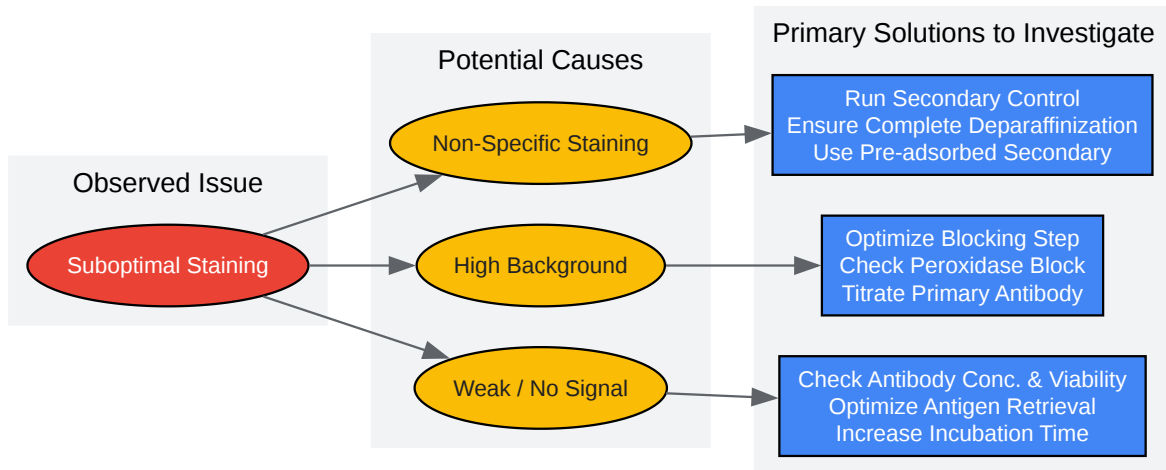 Observed Issue
Suboptimal Staining
Potential Causes
Non-Specific Staining
High Background
Weak / No Signal
Primary Solutions to Investigate
Run Secondary Control
Ensure Complete Deparaffinization
Use Pre-adsorbed Secondary
Optimize Blocking Step
Check Peroxidase Block
Titrate Primary Antibody
Check Antibody Conc. & Viability
Optimize Antigen Retrieval
Increase Incubation Time